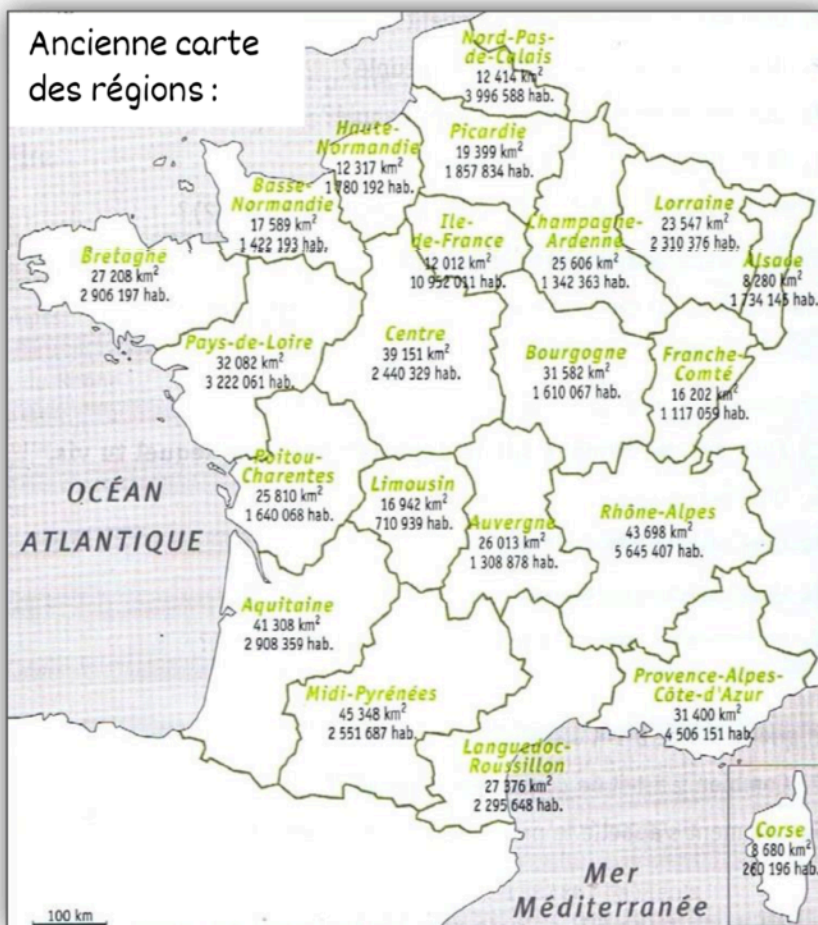 Ancienne carte
des régions :
Nord-Pas-
de-Calais
12 414 km²
3 996 588 hab.
Haute-
Normandie
12 317 km²
1 780 192 hab.
Picardie
19 399 km²
1 857 834 hab.
Basse-
Normandie
17 589 km²
1 422 193 hab.
Ile-
de-France
12 012 km²
10 952 011 hab.
Champagne-
Ardenne
25 606 km²
1 342 363 hab.
Lorraine
23 547 km²
2 310 376 hab.
Alsace
8 280 km²
1 734 145 hab.
Bretagne
27 208 km²
2 906 197 hab.
Pays-de-Loire
32 082 km²
3 222 061 hab.
Centre
39 151 km²
2 440 329 hab.
Bourgogne
31 582 km²
1 610 067 hab.
Franche-
Comté
16 202 km²
1 117 059 hab.
Poitou-
Charentes
25 810 km²
1 640 068 hab.
Limousin
16 942 km²
710 939 hab.
Auvergne
26 013 km²
1 308 878 hab.
Rhône-Alpes
43 698 km²
5 645 407 hab.
OCÉAN
ATLANTIQUE
Aquitaine
41 308 km²
2 908 359 hab.
Midi-Pyrénées
45 348 km²
2 551 687 hab.
Languedoc-
Roussillon
27 376 km²
2 295 648 hab.
Provence-Alpes-
Côte-d'Azur
31 400 km²
4 506 151 hab.
Corse
8 680 km²
260 196 hab.
Mer
Méditerranée
100 km